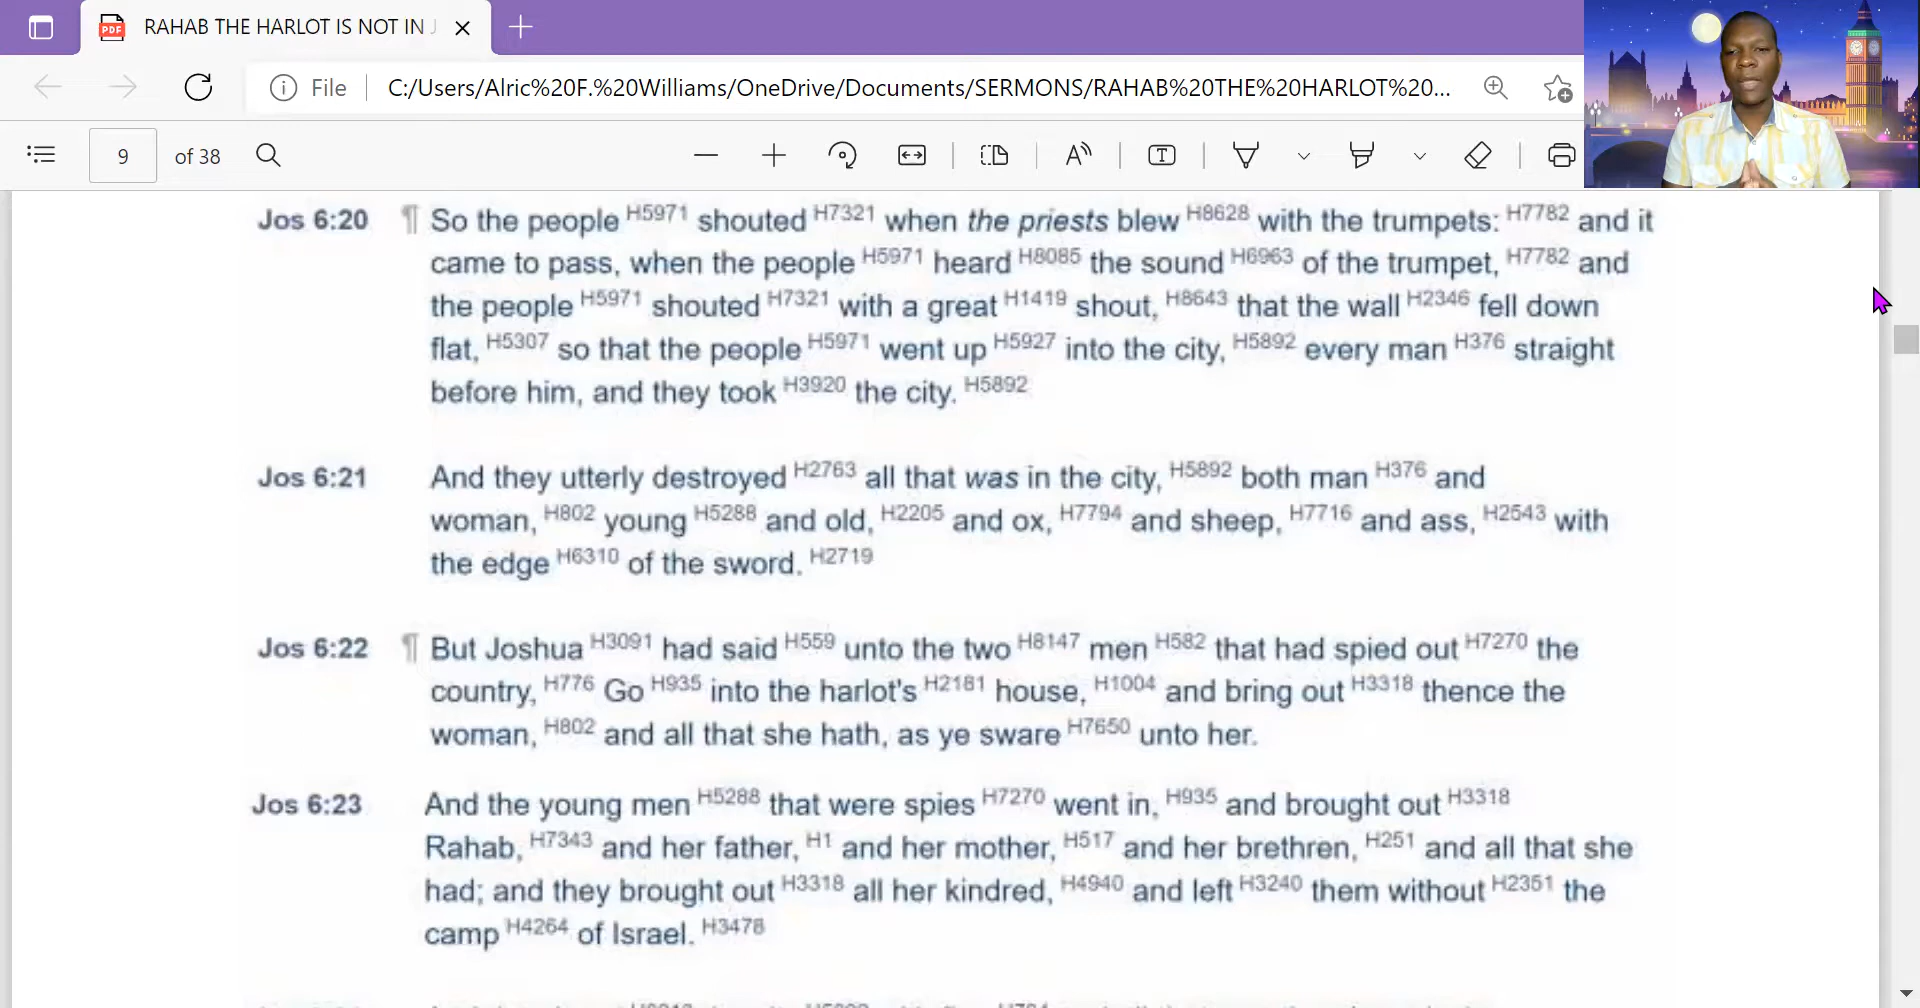 RAHAB THE HARLOT IS NOT IN J
File
C:/Users/Alric%20F.%20Williams/OneDrive/Documents/SERMONS/RAHAB%20THE%20HARLOT%20...
9 of 38
Jos 6:20 ¶ So the people H5971 shouted H7321 when the priests blew H8628 with the trumpets: H7782 and it
came to pass, when the people H5971 heard H8085 the sound H6963 of the trumpet, H7782 and
the people H5971 shouted H7321 with a great H1419 shout, H8643 that the wall H2346 fell down
flat, H5307 so that the people H5971 went up H5927 into the city, H5892 every man H376 straight
before him, and they took H3920 the city. H5892
Jos 6:21 And they utterly destroyed H2763 all that was in the city, H5892 both man H376 and
woman, H802 young H5288 and old, H2205 and ox, H7794 and sheep, H7716 and ass, H2543 with
the edge H6310 of the sword. H2719
Jos 6:22 ¶ But Joshua H3091 had said H559 unto the two H8147 men H582 that had spied out H7270 the
country, H776 Go H935 into the harlot's H2181 house, H1004 and bring out H3318 thence the
woman, H802 and all that she hath, as ye sware H7650 unto her.
Jos 6:23 And the young men H5288 that were spies H7270 went in, H935 and brought out H3318
Rahab, H7343 and her father, H1 and her mother, H517 and her brethren, H251 and all that she
had; and they brought out H3318 all her kindred, H4940 and left H3240 them without H2351 the
camp H4264 of Israel. H3478